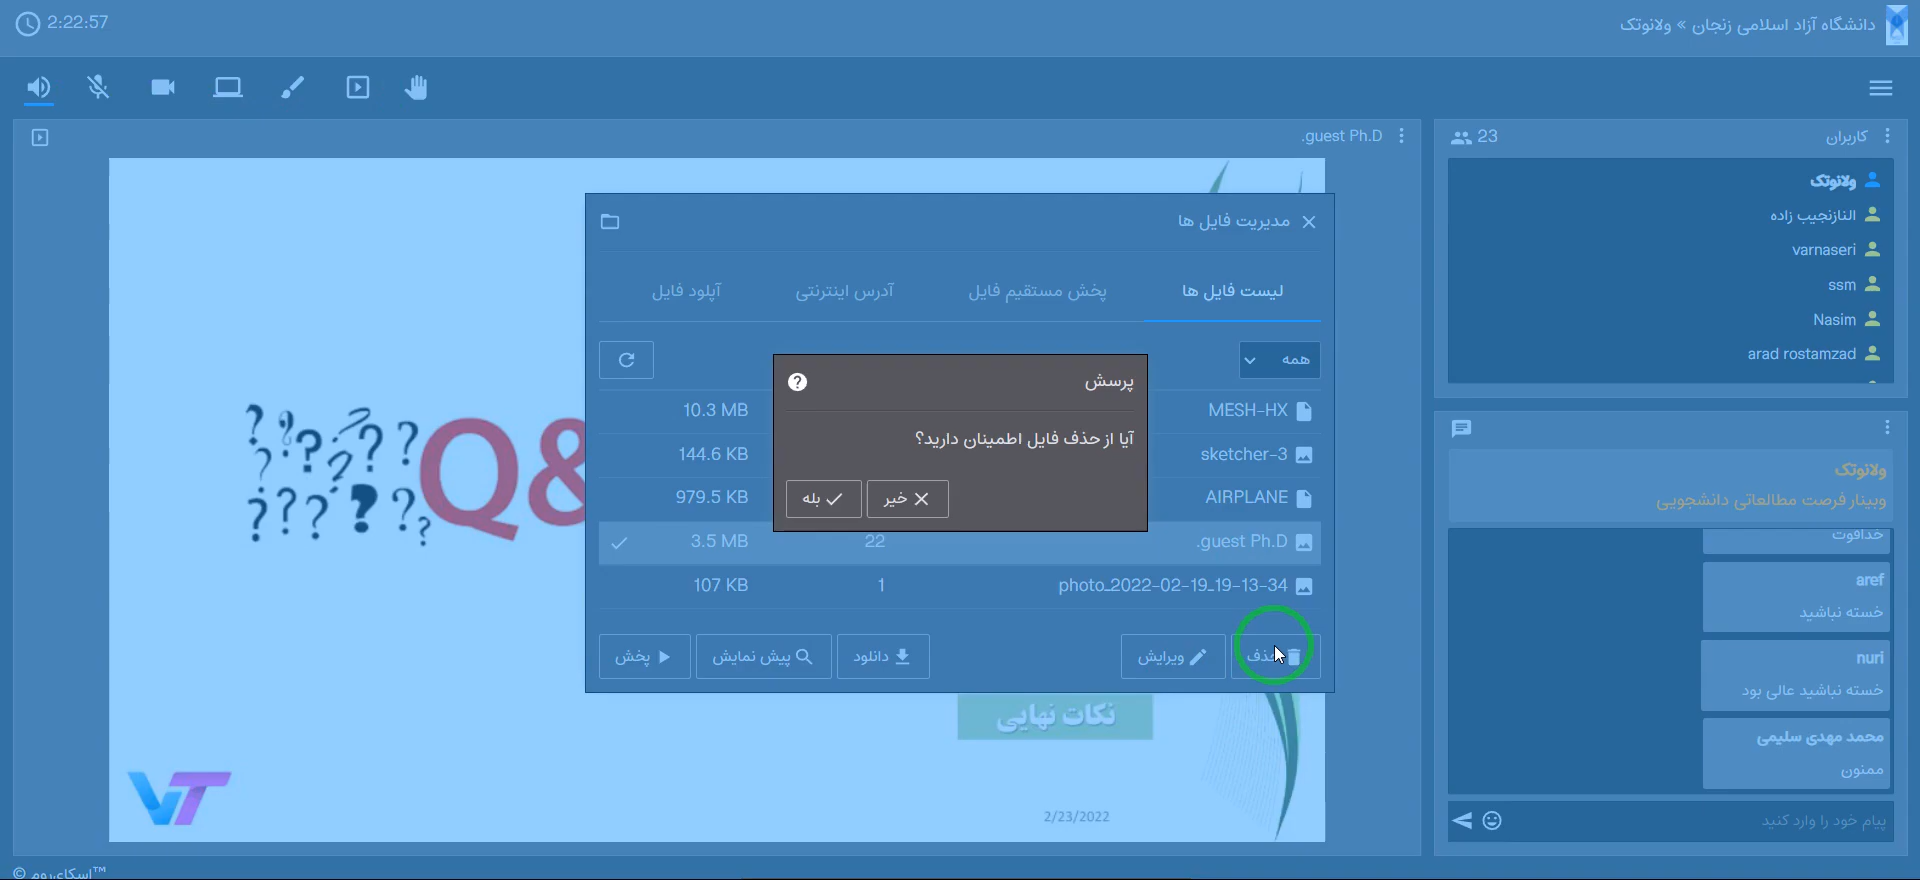 2:22:57
دانشگاه آزاد اسلامی زنجان » ولانوتک
guest Ph.D.
23
کاربران
ولانوتک
النازنجیب زاده
varnaseri
ssm
Nasim
arad rostamzad
مدیریت فایل ها
لیست فایل ها
پخش مستقیم فایل
آدرس اینترنتی
آپلود فایل
همه
MESH-HX
10.3 MB
sketcher-3
144.6 KB
AIRPLANE
979.5 KB
guest Ph.D.
22
3.5 MB
photo_2022-02-19_19-13-34
1
107 KB
پرسش
آیا از حذف فایل اطمینان دارید؟
خیر
بله
حذف
ویرایش
دانلود
پیش نمایش
پخش
Q&
نکات نهایی
VT
2/23/2022
ولانوتک
وبینار فرصت مطالعاتی دانشجویی
خداقوت
aref
خسته نباشید
nuri
خسته نباشید عالی بود
محمد مهدی سلیمی
ممنون
پیام خود را وارد کنید
© اسکای‌روم™